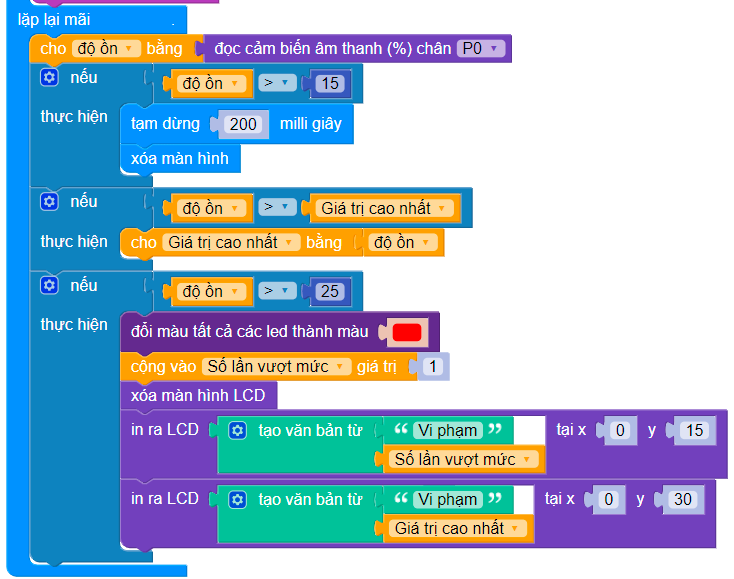 lặp lại mãi
cho độ ồn bằng đọc cảm biến âm thanh (%) chân P0
nếu độ ồn > 15
thực hiện tạm dừng 200 milli giây
xóa màn hình
nếu độ ồn > Giá trị cao nhất
thực hiện cho Giá trị cao nhất bằng độ ồn
nếu độ ồn > 25
thực hiện đổi màu tất cả các led thành màu
cộng vào Số lần vượt mức giá trị 1
xóa màn hình LCD
in ra LCD tạo văn bản từ “ Vi phạm ” tại x 0 y 15
Số lần vượt mức
in ra LCD tạo văn bản từ “ Vi phạm ” tại x 0 y 30
Giá trị cao nhất